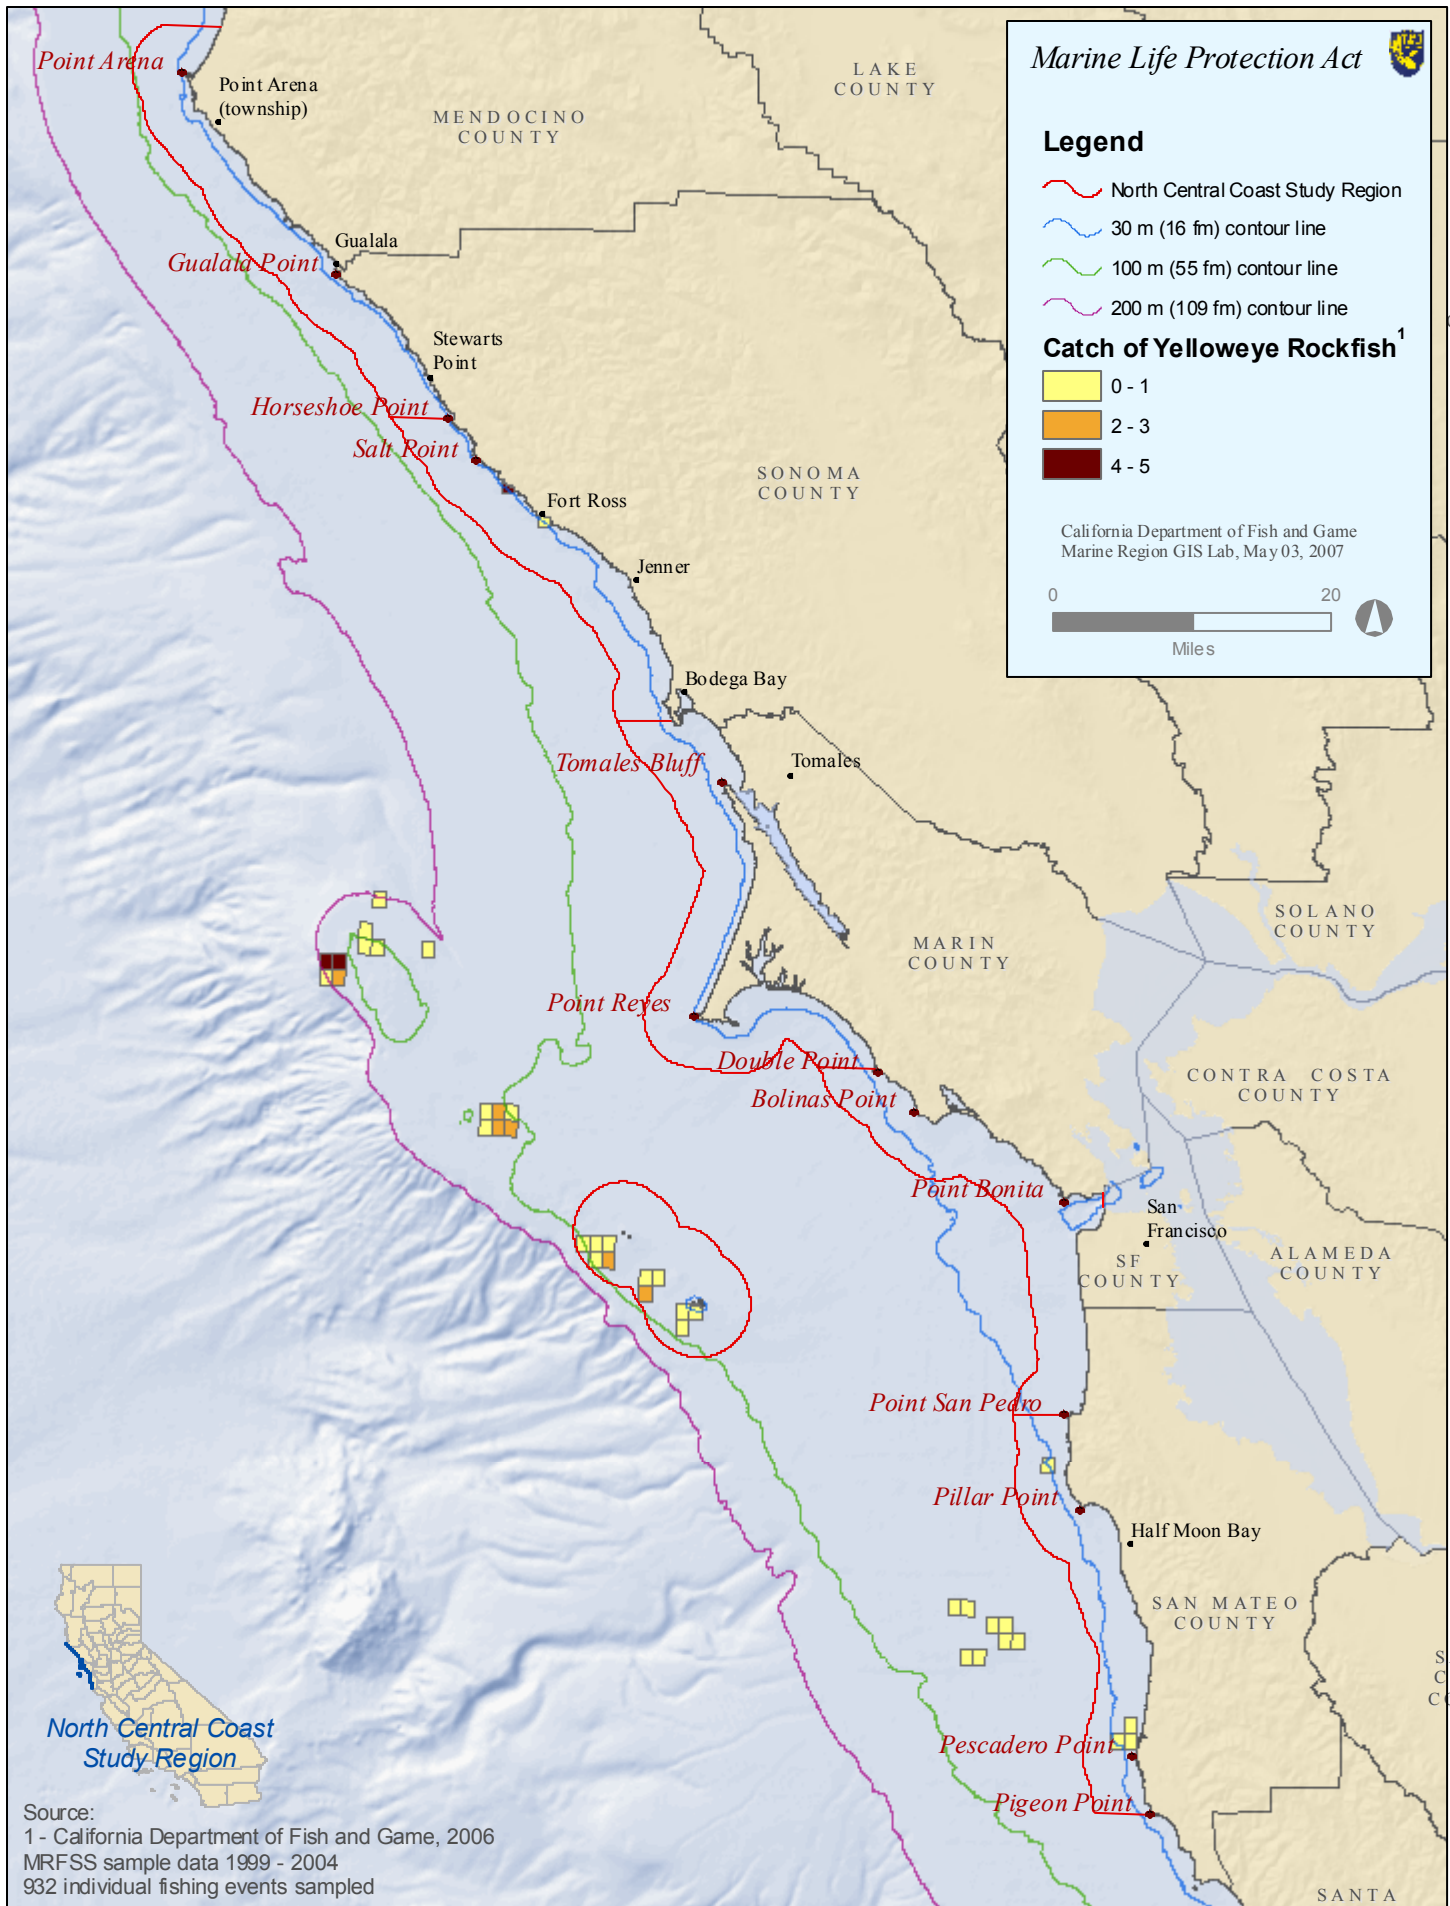 Marine Life Protection Act
Legend
North Central Coast Study Region
30 m (16 fm) contour line
100 m (55 fm) contour line
200 m (109 fm) contour line
Catch of Yelloweye Rockfish1
0 - 1
2 - 3
4 - 5
California Department of Fish and Game
Marine Region GIS Lab, May 03, 2007
0 20
Miles
Point Arena
Point Arena
(township)
MENDOCINO
COUNTY
LAKE
COUNTY
Gualala
Gualala Point
Stewarts
Point
Horseshoe Point
Salt Point
SONOMA
COUNTY
Fort Ross
Jenner
Bodega Bay
Tomales Bluff
Tomales
SOLANO
COUNTY
MARIN
COUNTY
Point Reyes
Double Point
Bolinas Point
CONTRA COSTA
COUNTY
Point Bonita
San
Francisco
SF
COUNTY
ALAMEDA
COUNTY
Point San Pedro
Pillar Point
Half Moon Bay
SAN MATEO
COUNTY
S
C
CO
Pescadero Point
Pigeon Point
SANTA
North Central Coast
Study Region
Source:
1 - California Department of Fish and Game, 2006
MRFSS sample data 1999 - 2004
932 individual fishing events sampled